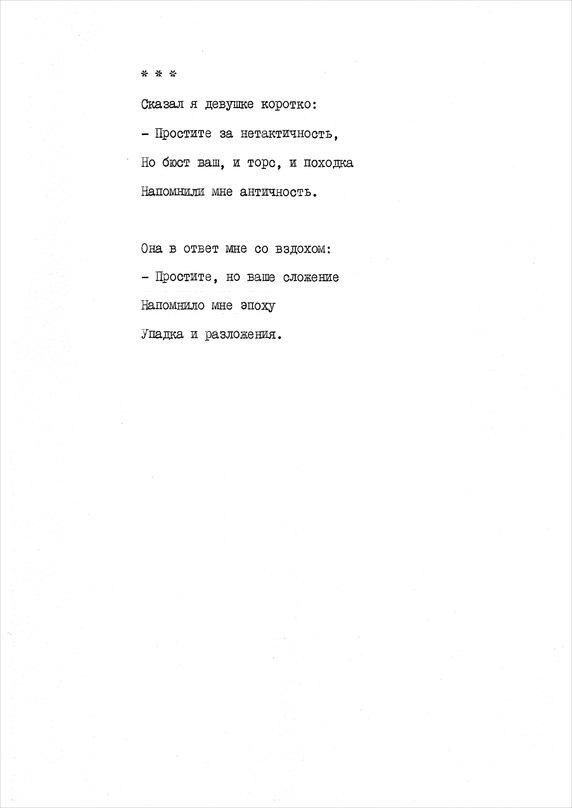 * * *
Сказал я девушке коротко:
- Простите за нетактичность,
Но бюст ваш, и торс, и походка
Напомнили мне античность.
Она в ответ мне со вздохом:
- Простите, но ваше сложение
Напомнило мне эпоху
Упадка и разложения.